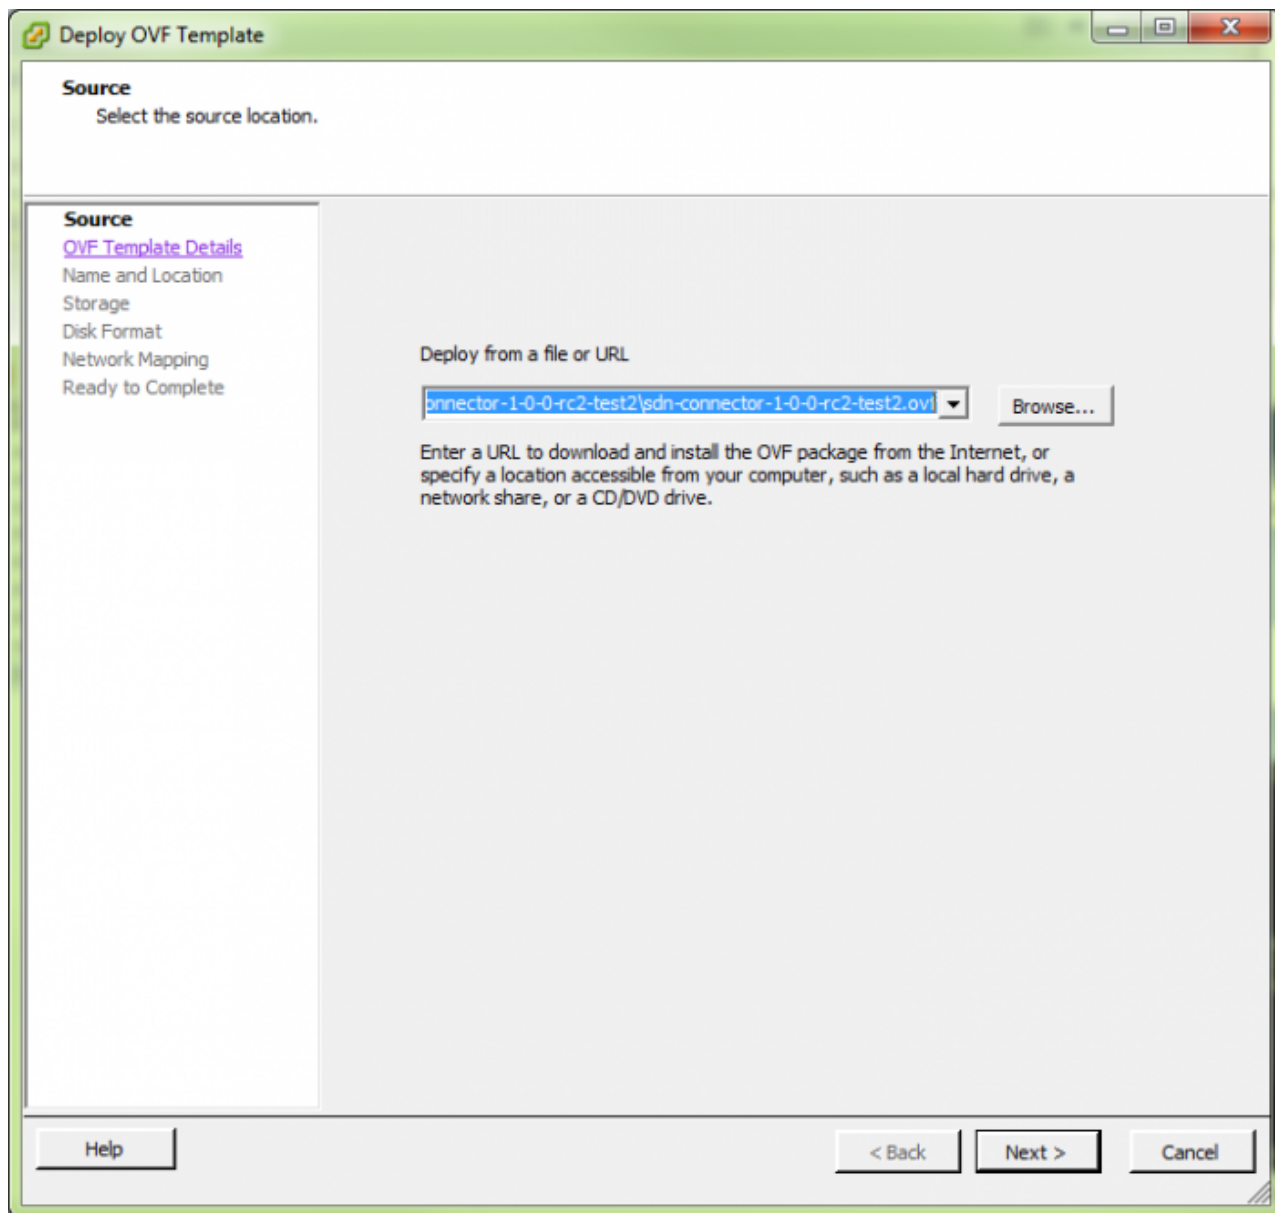 Deploy OVF Template
Source
Select the source location.
Source
OVF Template Details
Name and Location
Storage
Disk Format
Network Mapping
Ready to Complete
Deploy from a file or URL
onnector-1-0-0-rc2-test2\sdn-connector-1-0-0-rc2-test2.ovf
Browse...
Enter a URL to download and install the OVF package from the Internet, or
specify a location accessible from your computer, such as a local hard drive, a
network share, or a CD/DVD drive.
Help
< Back
Next >
Cancel